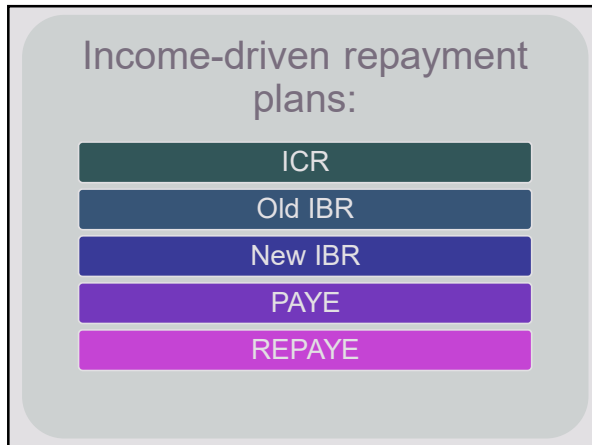 Income-driven repayment
plans:
ICR
Old IBR
New IBR
PAYE
REPAYE